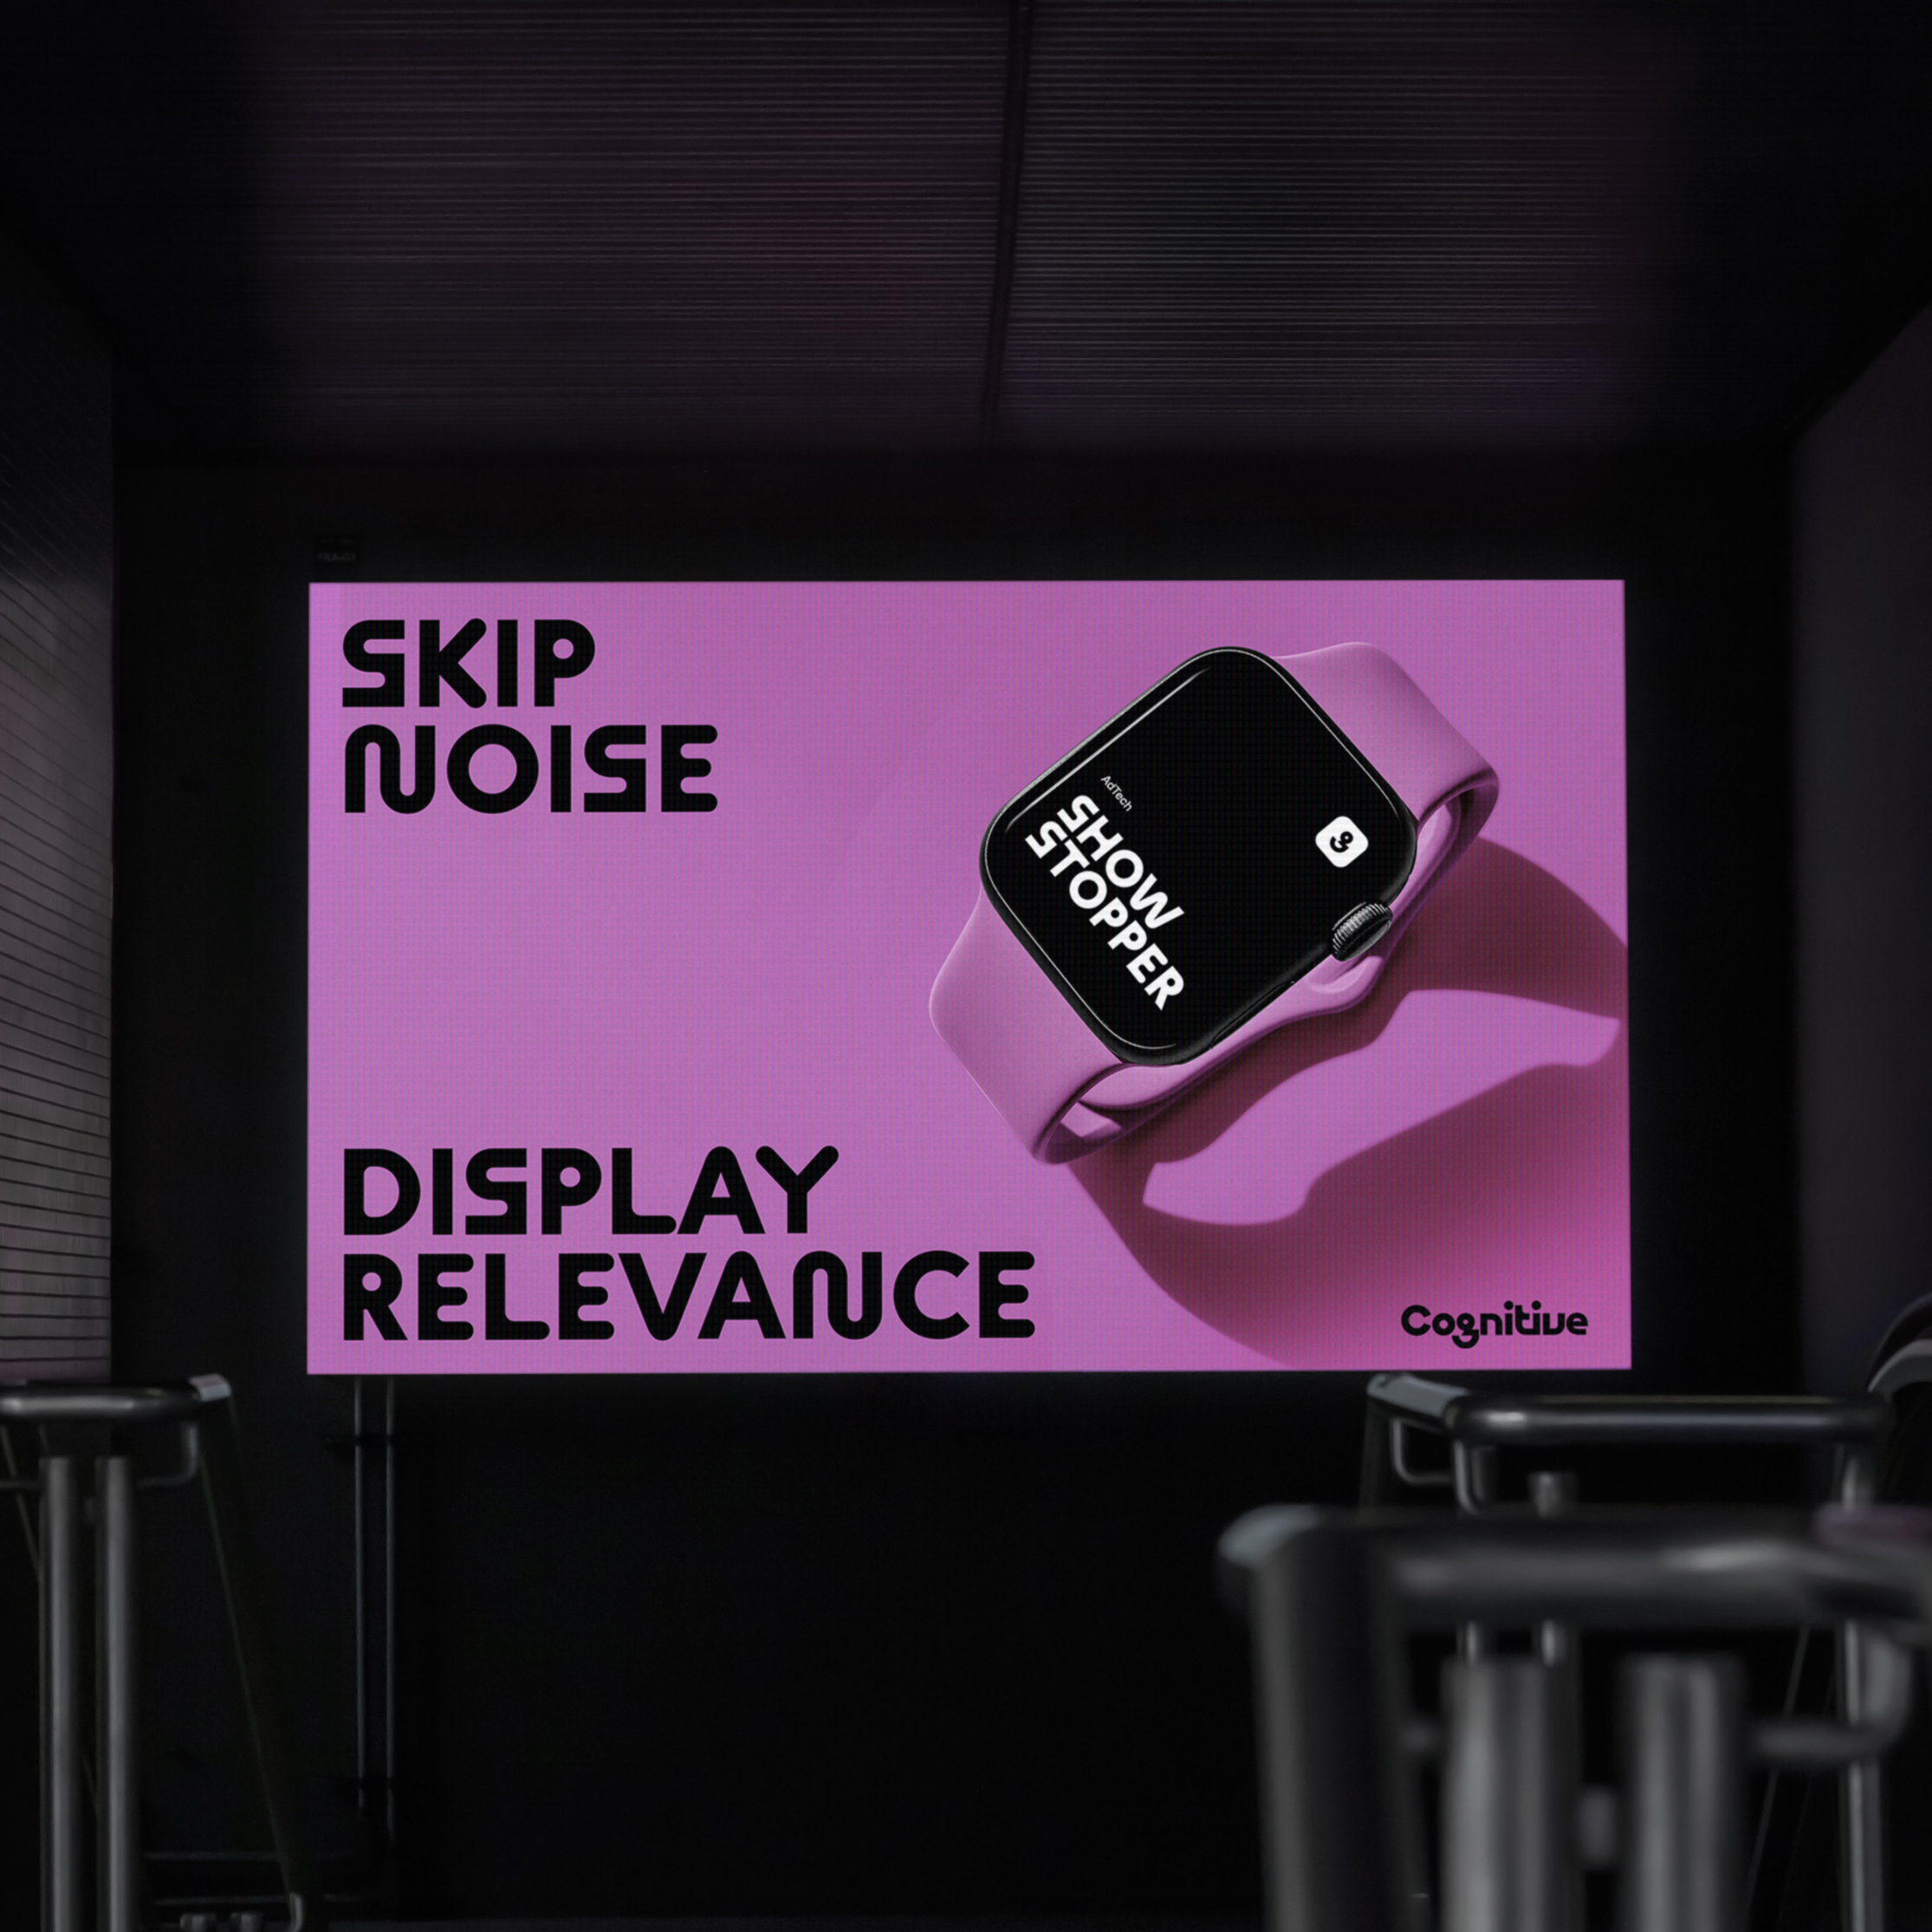 SKIP
NOISE
AdTech
SHOW
STOPPER
DISPLAY
RELEVANCE
Cognitive